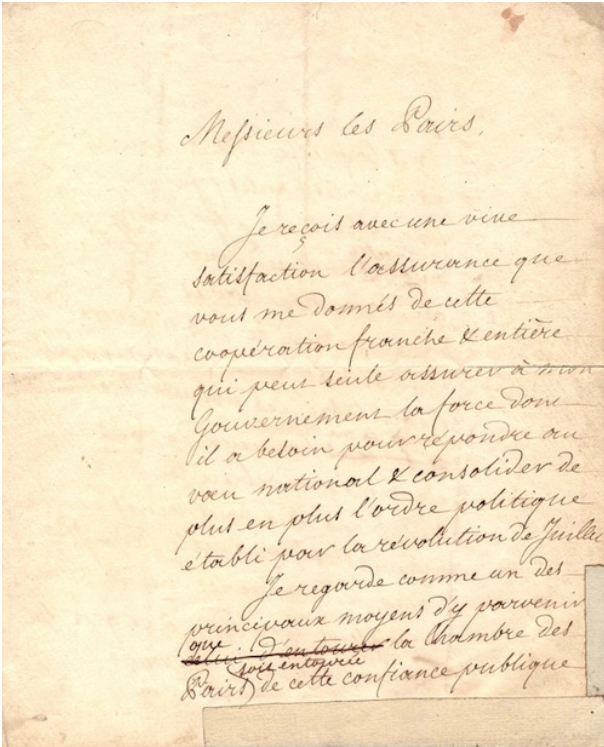 Messieurs les Pairs,
Je reçois avec une vive
satisfaction l'assurance que
vous me donnés de cette
coopération franche & entière
qui peut seule assurer à mon
Gouvernement la force dont
il a besoin pour répondre au
vœu national & consolider de
plus en plus l'ordre politique
établi par la révolution de Juillet
Je regarde comme un des
principaux moyens d'y parvenir
que
celui d'entourer la Chambre des
(soit entourée
Pairs) de cette confiance publique